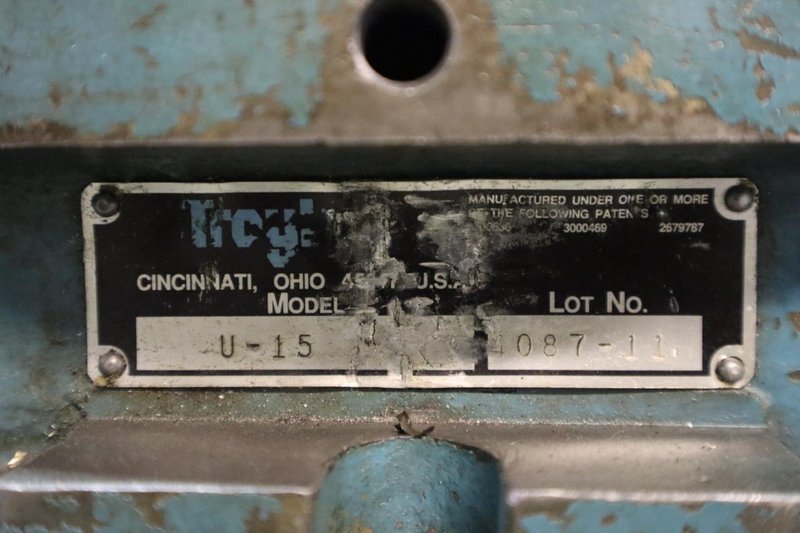 Troyke
MANUFACTURED UNDER ONE OR MORE
OF THE FOLLOWING PATENTS
3000469 2679787
CINCINNATI, OHIO U.S.A.
MODEL LOT NO.
U-15 4087-11